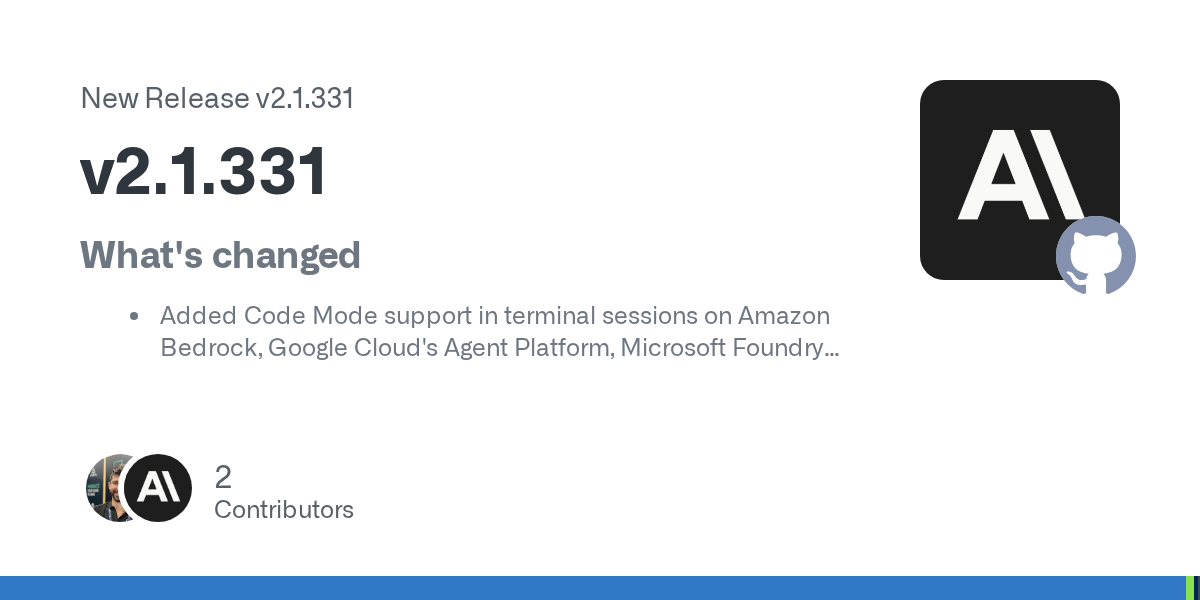 New Release v2.1.331
v2.1.331
What's changed
• Added Code Mode support in terminal sessions on Amazon
Bedrock, Google Cloud's Agent Platform, Microsoft Foundry...
2
Contributors